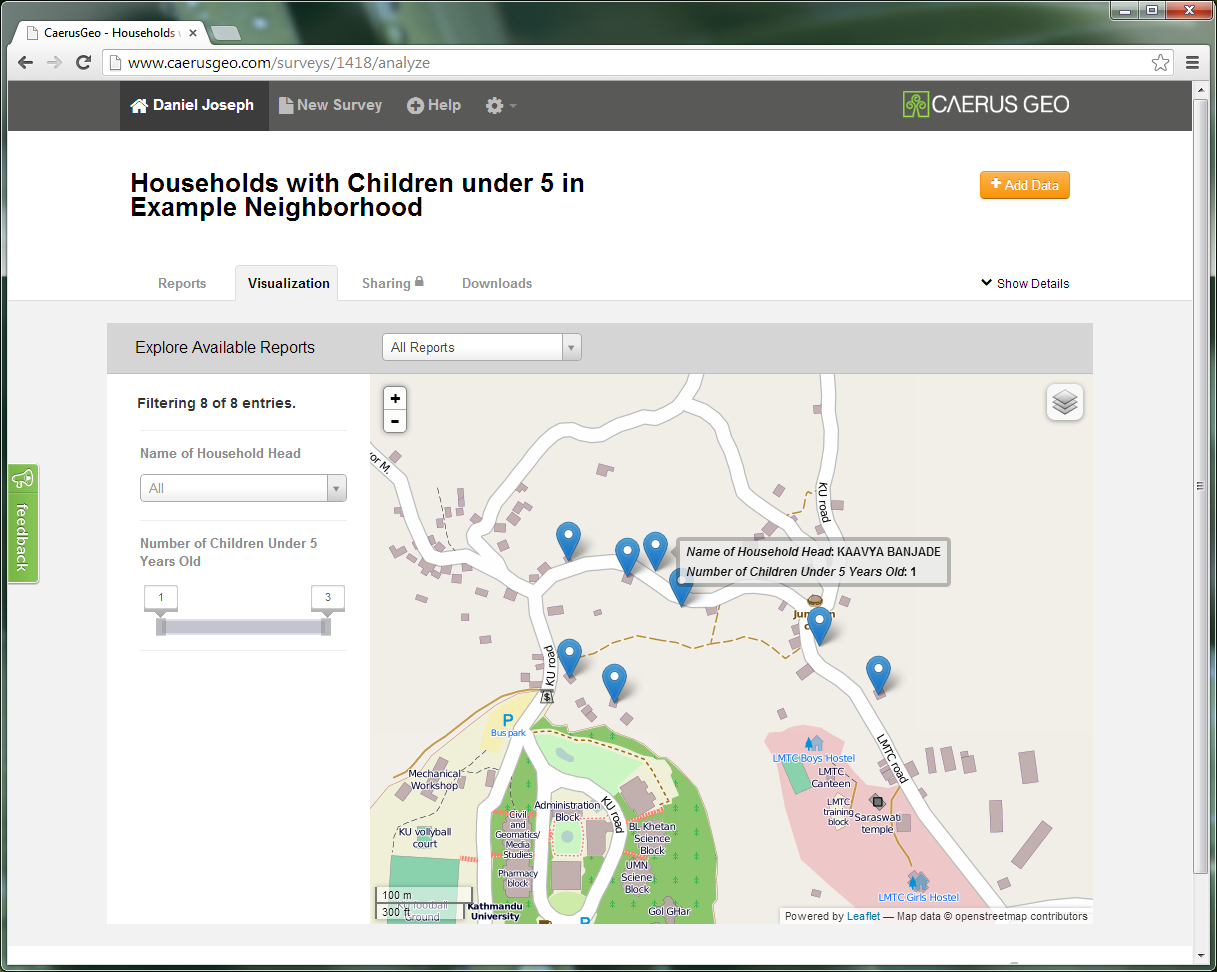 CaerusGeo - Households
www.caerusgeo.com/surveys/1418/analyze
Daniel Joseph
New Survey
Help
CAERUS GEO
Households with Children under 5 in
Example Neighborhood
Add Data
Reports
Visualization
Sharing
Downloads
Show Details
Explore Available Reports
All Reports
Filtering 8 of 8 entries.
Name of Household Head
All
Number of Children Under 5
Years Old
1
3
feedback
+
-
KU road
Name of Household Head: KAAVYA BANJADE
Number of Children Under 5 Years Old: 1
KU road
$
P
Bus park
LMTC road
LMTC Boys Hostel
LMTC
Canteen
LMTC
training
block
Saraswati
temple
LMTC Girls Hostel
Mechanical
Workshop
KU vollyball
court
Administration
Block
KU road
Civil
and
Geomatics/
Media
Studies
Pharmacy
block
BL Khetan
Science
Block
UMN
Sciene
Block
Gol GHar
Kathmandu
University
P
100 m
300 ft
football
Ground
Powered by Leaflet — Map data © openstreetmap contributors